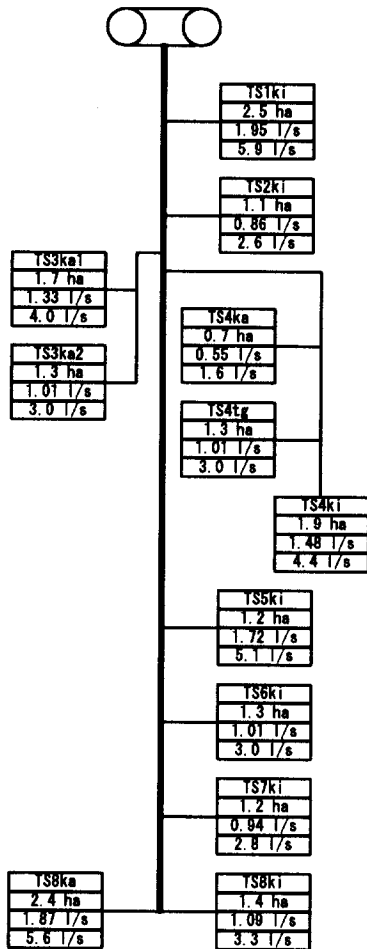 TS1ki
2.5 ha
1.95 l/s
5.9 l/s
TS2ki
1.1 ha
0.86 l/s
2.6 l/s
TS3ka1
1.7 ha
1.33 l/s
4.0 l/s
TS3ka2
1.3 ha
1.01 l/s
3.0 l/s
TS4ka
0.7 ha
0.55 l/s
1.6 l/s
TS4tg
1.3 ha
1.01 l/s
3.0 l/s
TS4ki
1.9 ha
1.48 l/s
4.4 l/s
TS5ki
1.2 ha
1.72 l/s
5.1 l/s
TS6ki
1.3 ha
1.01 l/s
3.0 l/s
TS7ki
1.2 ha
0.94 l/s
2.8 l/s
TS8ka
2.4 ha
1.87 l/s
5.6 l/s
TS8ki
1.4 ha
1.09 l/s
3.3 l/s